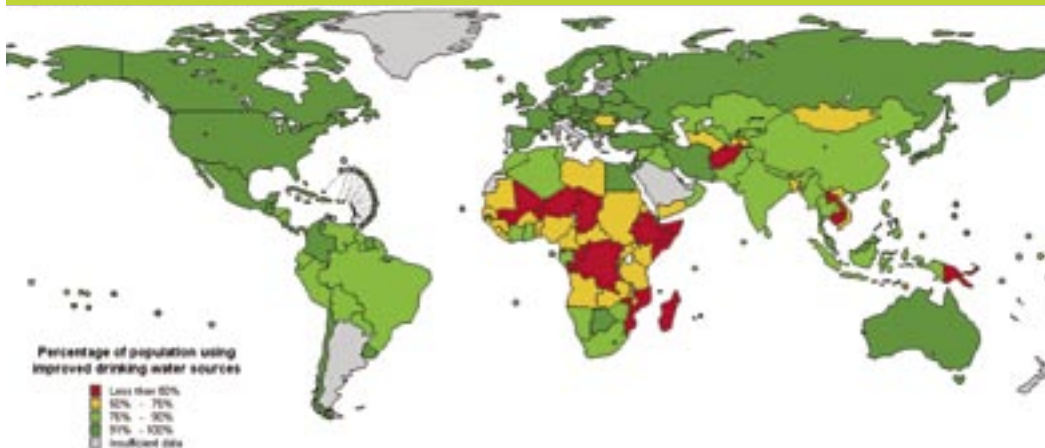 Percentage of population using
improved drinking water sources
Less than 50%
50% - 75%
76% - 90%
91% - 100%
Insufficient data